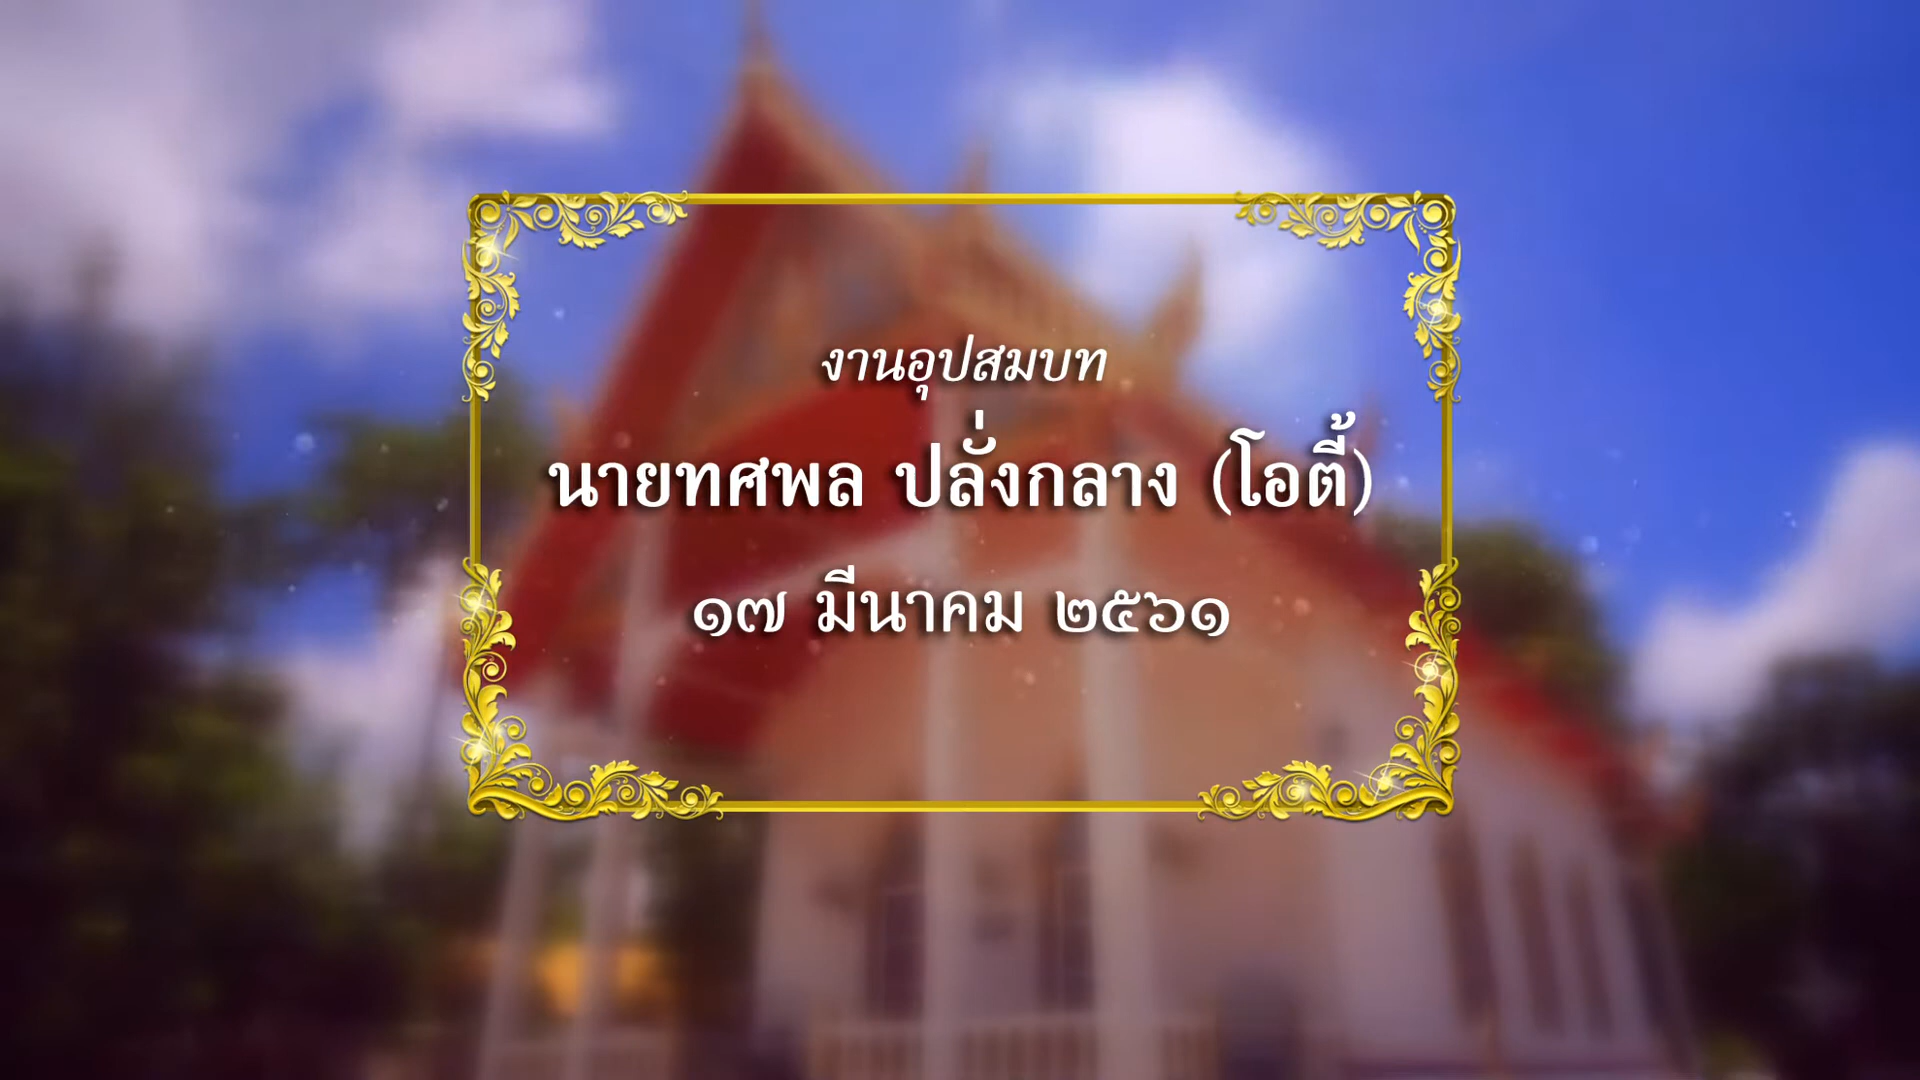 งานอุปสมบท
นายทศพล ปลั่งกลาง (โอตี้)
๑๗ มีนาคม ๒๕๖๑